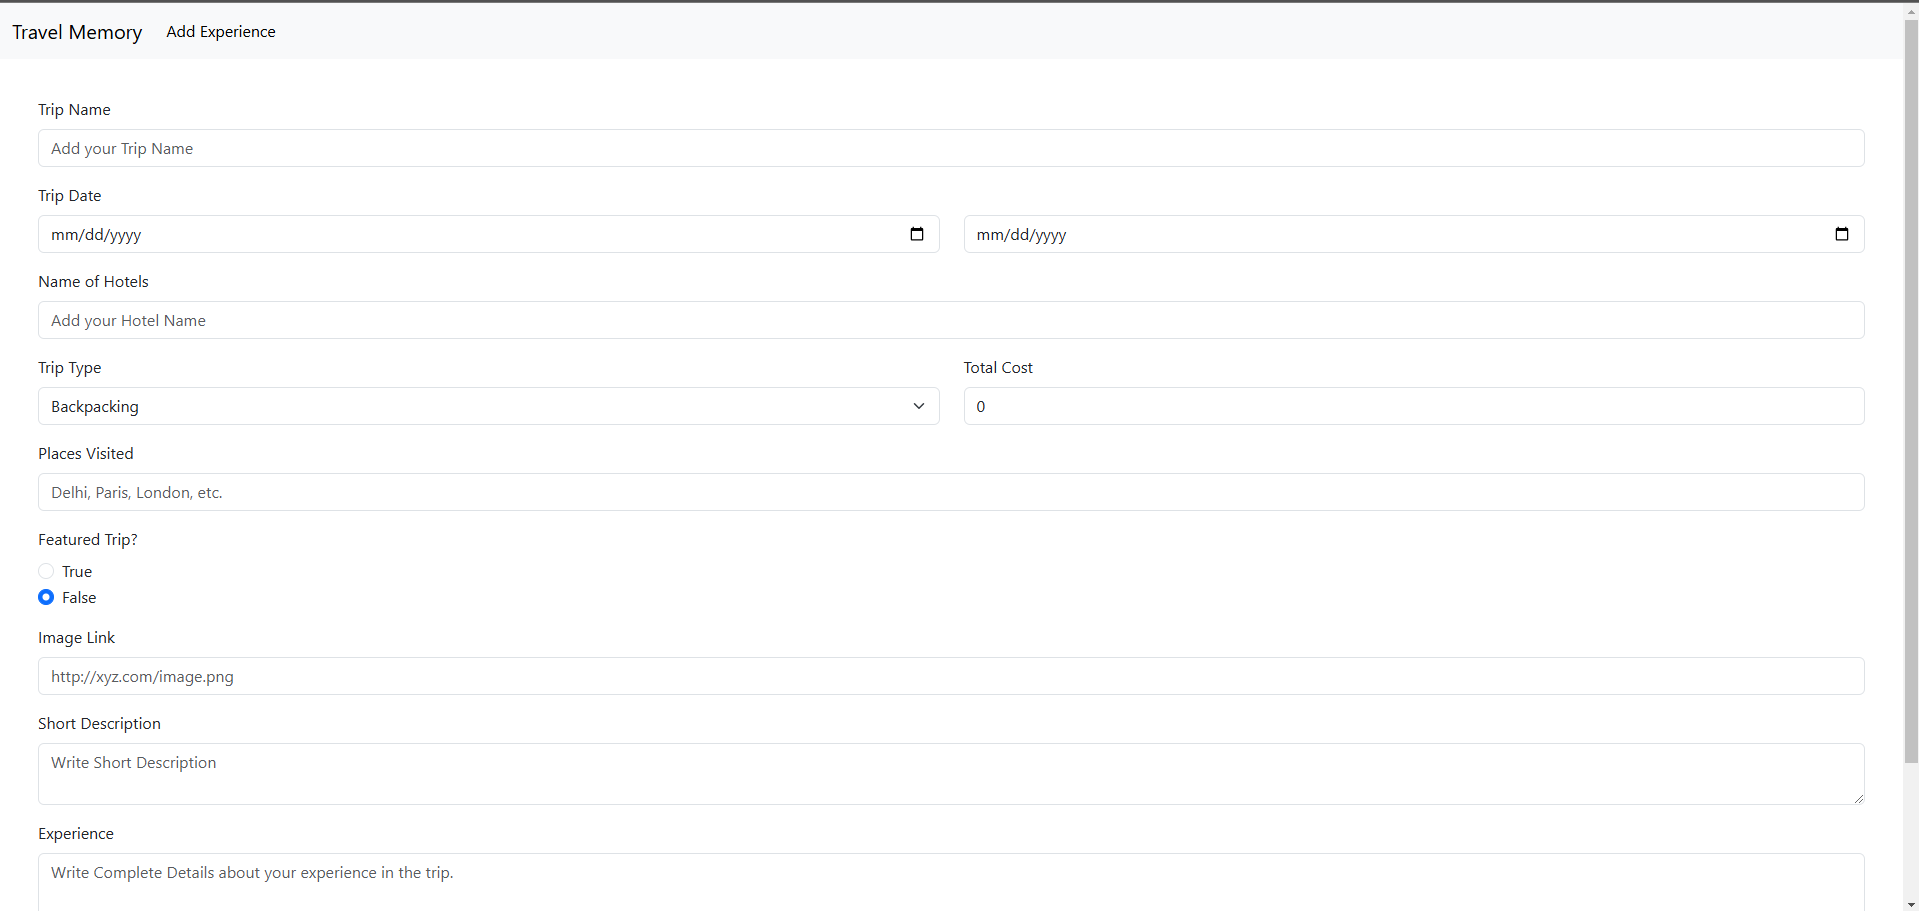 Travel Memory Add Experience
Trip Name
Add your Trip Name
Trip Date
mm/dd/yyyy mm/dd/yyyy
Name of Hotels
Add your Hotel Name
Trip Type Total Cost
Backpacking 0
Places Visited
Delhi, Paris, London, etc.
Featured Trip?
True
False
Image Link
http://xyz.com/image.png
Short Description
Write Short Description
Experience
Write Complete Details about your experience in the trip.